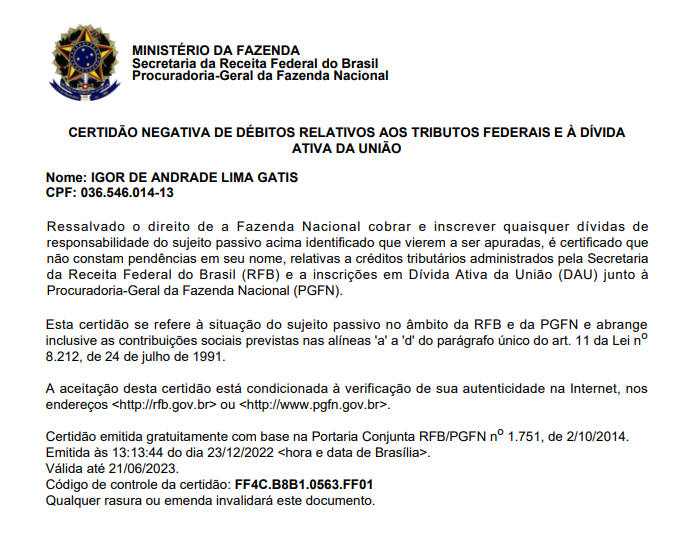 MINISTÉRIO DA FAZENDA
Secretaria da Receita Federal do Brasil
Procuradoria-Geral da Fazenda Nacional
CERTIDÃO NEGATIVA DE DÉBITOS RELATIVOS AOS TRIBUTOS FEDERAIS E À DÍVIDA
ATIVA DA UNIÃO
Nome: IGOR DE ANDRADE LIMA GATIS
CPF: 036.546.014-13
Ressalvado o direito de a Fazenda Nacional cobrar e inscrever quaisquer dívidas de
responsabilidade do sujeito passivo acima identificado que vierem a ser apuradas, é certificado que
não constam pendências em seu nome, relativas a créditos tributários administrados pela Secretaria
da Receita Federal do Brasil (RFB) e a inscrições em Dívida Ativa da União (DAU) junto à
Procuradoria-Geral da Fazenda Nacional (PGFN).
Esta certidão se refere à situação do sujeito passivo no âmbito da RFB e da PGFN e abrange
inclusive as contribuições sociais previstas nas alíneas 'a' a 'd' do parágrafo único do art. 11 da Lei nº
8.212, de 24 de julho de 1991.
A aceitação desta certidão está condicionada à verificação de sua autenticidade na Internet, nos
endereços <http://rfb.gov.br> ou <http://www.pgfn.gov.br>.
Certidão emitida gratuitamente com base na Portaria Conjunta RFB/PGFN nº 1.751, de 2/10/2014.
Emitida às 13:13:44 do dia 23/12/2022 <hora e data de Brasília>.
Válida até 21/06/2023.
Código de controle da certidão: FF4C.B8B1.0563.FF01
Qualquer rasura ou emenda invalidará este documento.